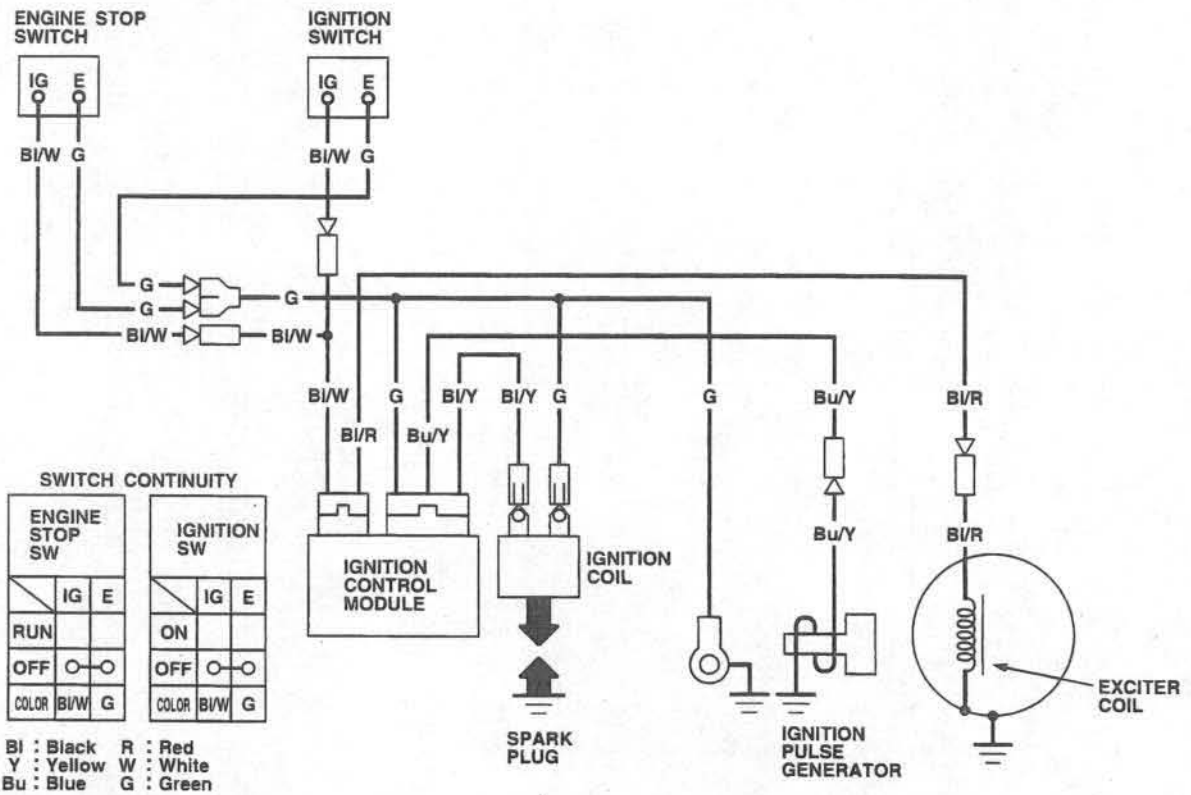 ENGINE STOP
SWITCH
IGNITION
SWITCH
IG E
IG E
Bl/W G
Bl/W G
G
G
G
Bl/W
Bl/W
Bl/W
G
Bl/Y
Bl/Y
G
G
Bu/Y
Bl/R
Bl/R
Bu/Y
Bu/Y
Bl/R
IGNITION
CONTROL
MODULE
IGNITION
COIL
SPARK
PLUG
IGNITION
PULSE
GENERATOR
EXCITER
COIL
SWITCH CONTINUITY
ENGINE
STOP
SW
IG E
RUN
OFF
COLOR Bl/W G
IGNITION
SW
IG E
ON
OFF
COLOR Bl/W G
Bl : Black R : Red
Y : Yellow W : White
Bu : Blue G : Green